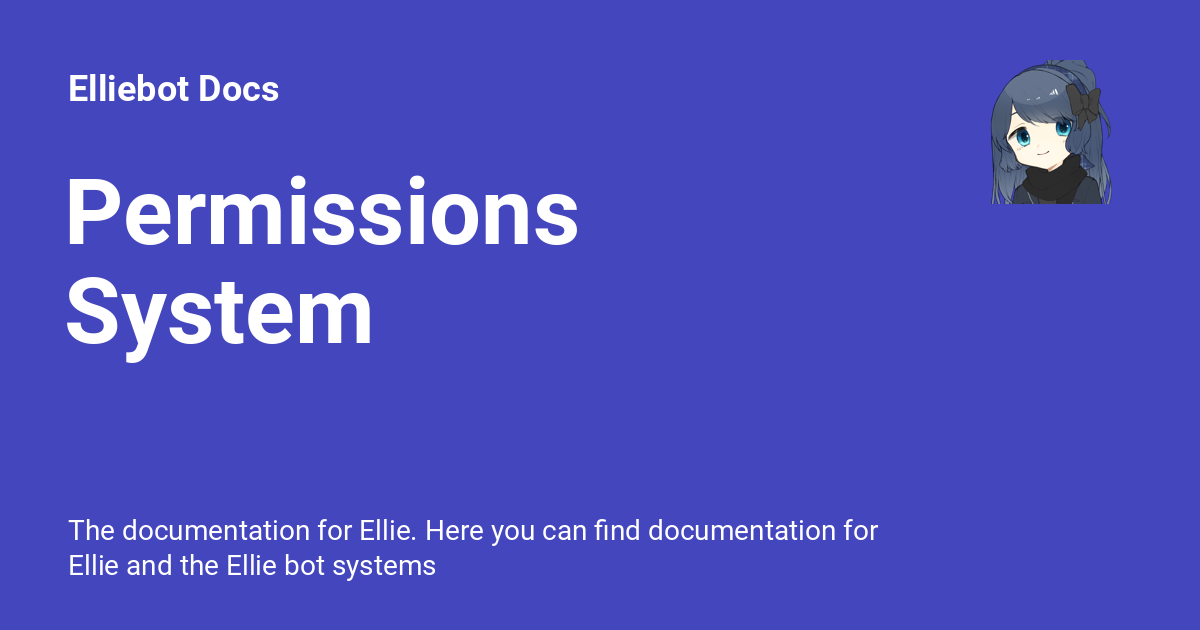 Elliebot Docs
Permissions
System
The documentation for Ellie. Here you can find documentation for
Ellie and the Ellie bot systems